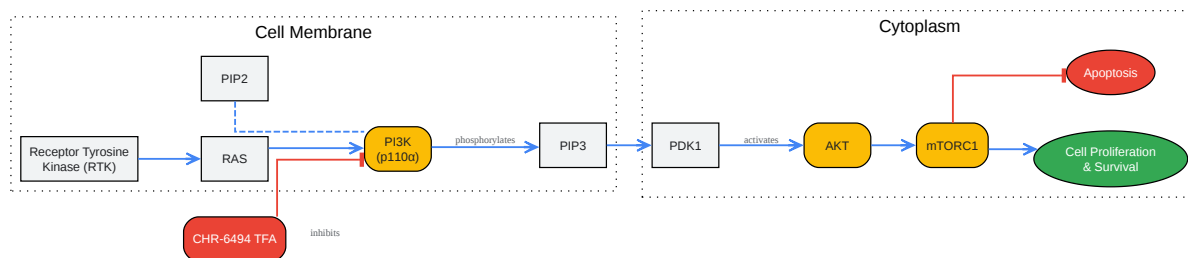 Cell Membrane
Cytoplasm
PIP2
Apoptosis
Receptor Tyrosine
Kinase (RTK)
RAS
PI3K
(p110α)
phosphorylates
PIP3
PDK1
activates
AKT
mTORC1
Cell Proliferation
& Survival
CHR-6494 TFA
inhibits